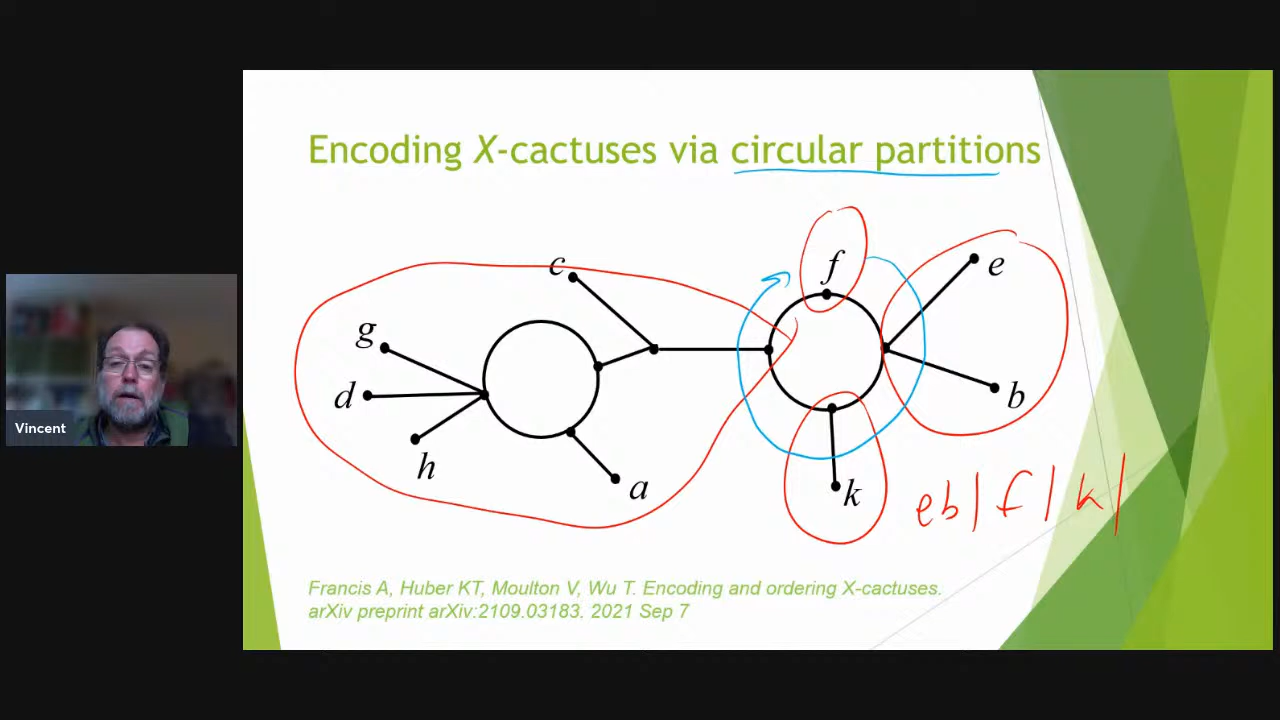 Encoding X-cactuses via circular partitions
c
f
e
g
d
b
h
a
k
eb| f | k |
Francis A, Huber KT, Moulton V, Wu T. Encoding and ordering X-cactuses.
arXiv preprint arXiv:2109.03183. 2021 Sep 7
Vincent